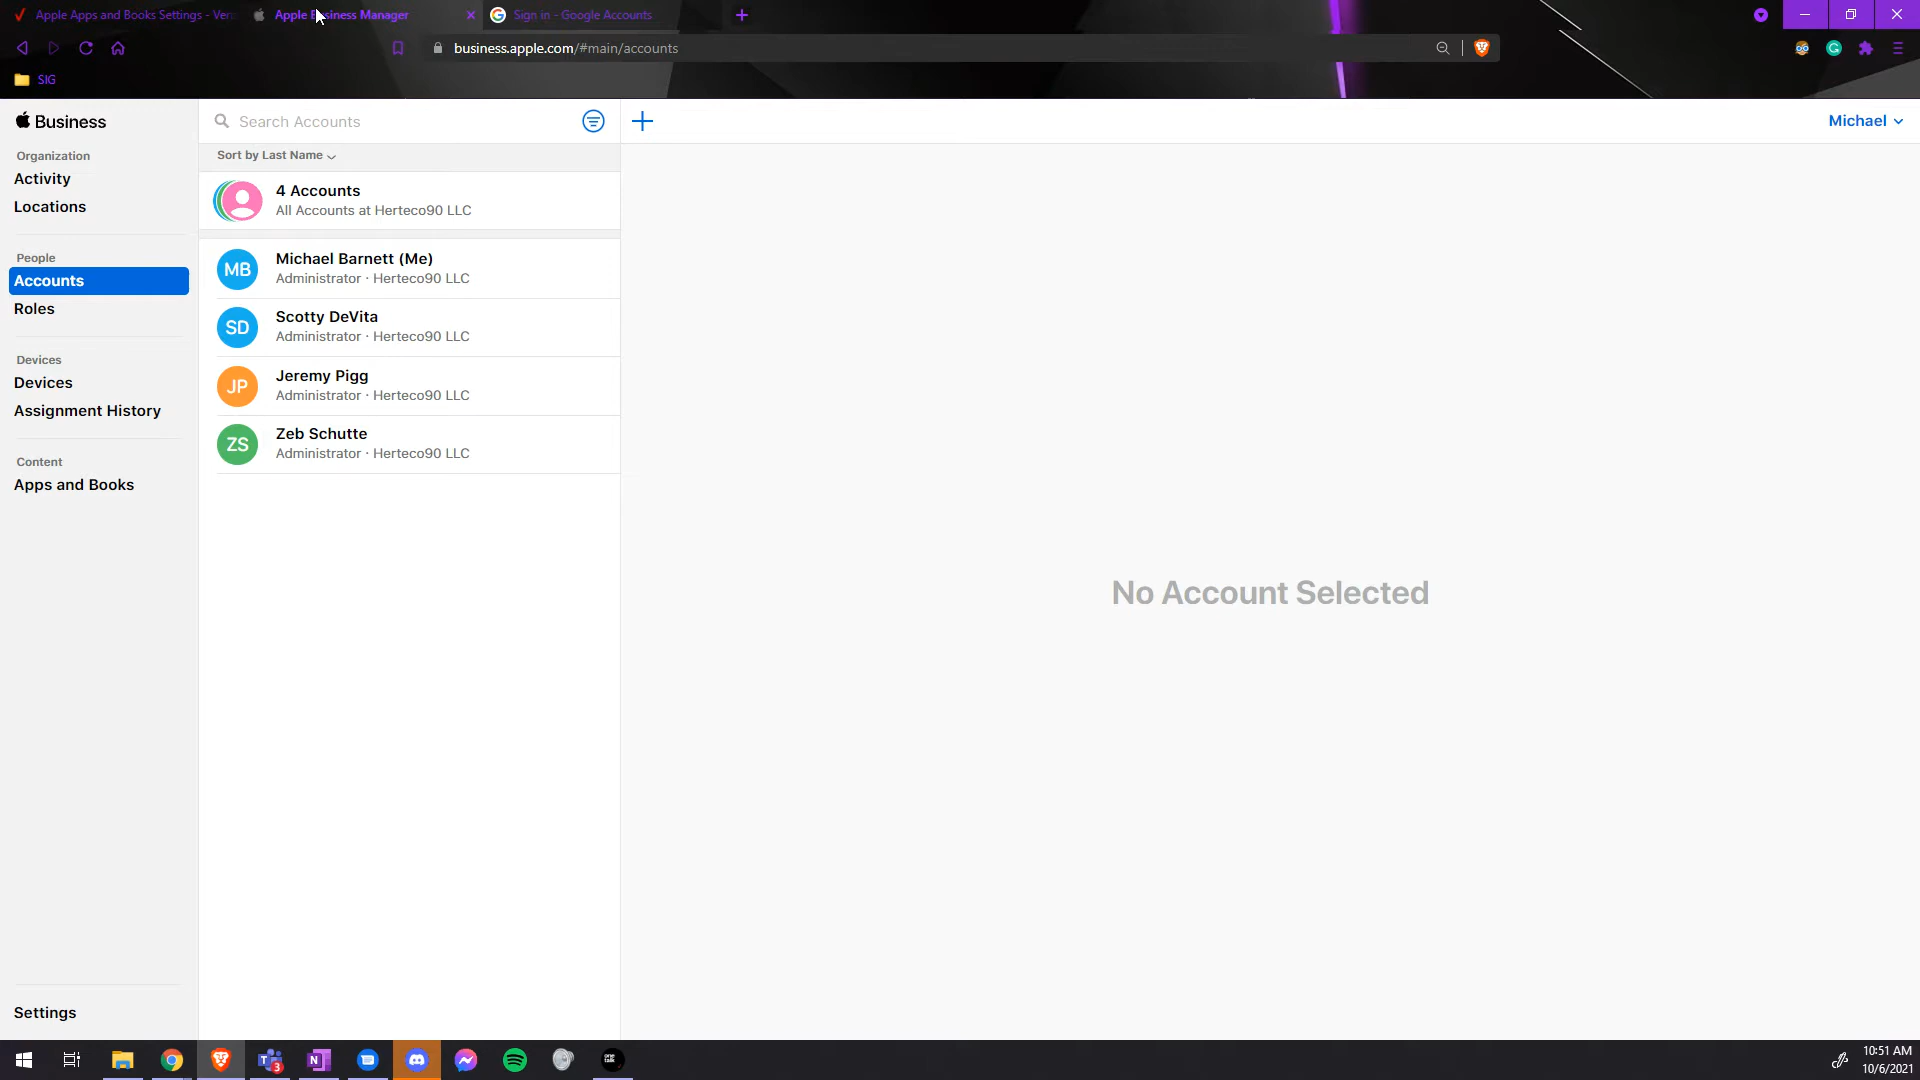 Apple Apps and Books Settings - Ver
Apple Business Manager
Sign in - Google Accounts
business.apple.com/#main/accounts
SIG
Business
Search Accounts
Michael
Organization
Activity
Locations
People
Accounts
Roles
Devices
Devices
Assignment History
Content
Apps and Books
Settings
Sort by Last Name
4 Accounts
All Accounts at Herteco90 LLC
MB
Michael Barnett (Me)
Administrator · Herteco90 LLC
SD
Scotty DeVita
Administrator · Herteco90 LLC
JP
Jeremy Pigg
Administrator · Herteco90 LLC
ZS
Zeb Schutte
Administrator · Herteco90 LLC
No Account Selected
3
one
talk
10:51 AM
10/6/2021